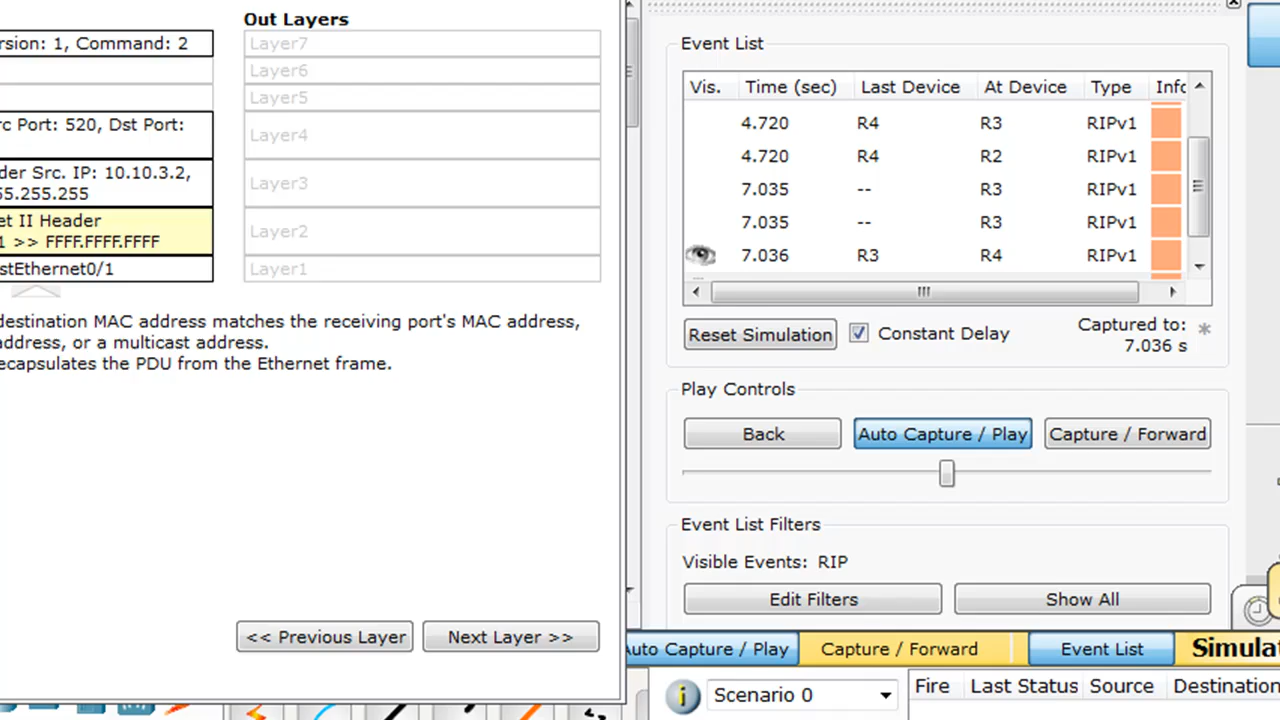 Out Layers
rsion: 1, Command: 2
Layer7
Layer6
Layer5
rc Port: 520, Dst Port:
Layer4
der Src. IP: 10.10.3.2,
55.255.255
Layer3
et II Header
1 >> FFFF.FFFF.FFFF
Layer2
stEthernet0/1
Layer1
destination MAC address matches the receiving port's MAC address,
address, or a multicast address.
ecapsulates the PDU from the Ethernet frame.
<< Previous Layer
Next Layer >>
Event List
Vis. Time (sec) Last Device At Device Type Info
4.720 R4 R3 RIPv1
4.720 R4 R2 RIPv1
7.035 -- R3 RIPv1
7.035 -- R3 RIPv1
7.036 R3 R4 RIPv1
Reset Simulation
Constant Delay
Captured to: *
7.036 s
Play Controls
Back
Auto Capture / Play
Capture / Forward
Event List Filters
Visible Events: RIP
Edit Filters
Show All
Auto Capture / Play
Capture / Forward
Event List
Simulat
Scenario 0
Fire Last Status Source Destination